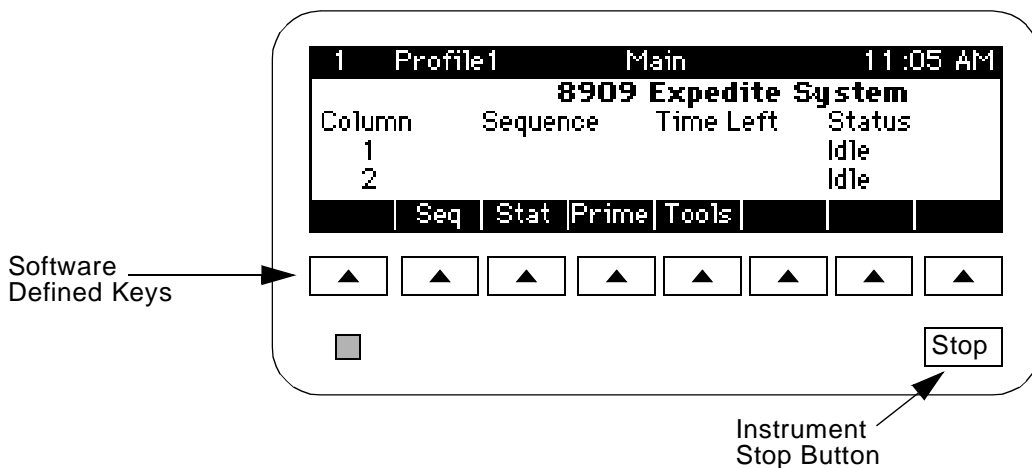 1 Profile1 Main 11:05 AM
8909 Expedite System
Column Sequence Time Left Status
1 Idle
2 Idle
Seq Stat Prime Tools
Software
Defined Keys
Stop
Instrument
Stop Button